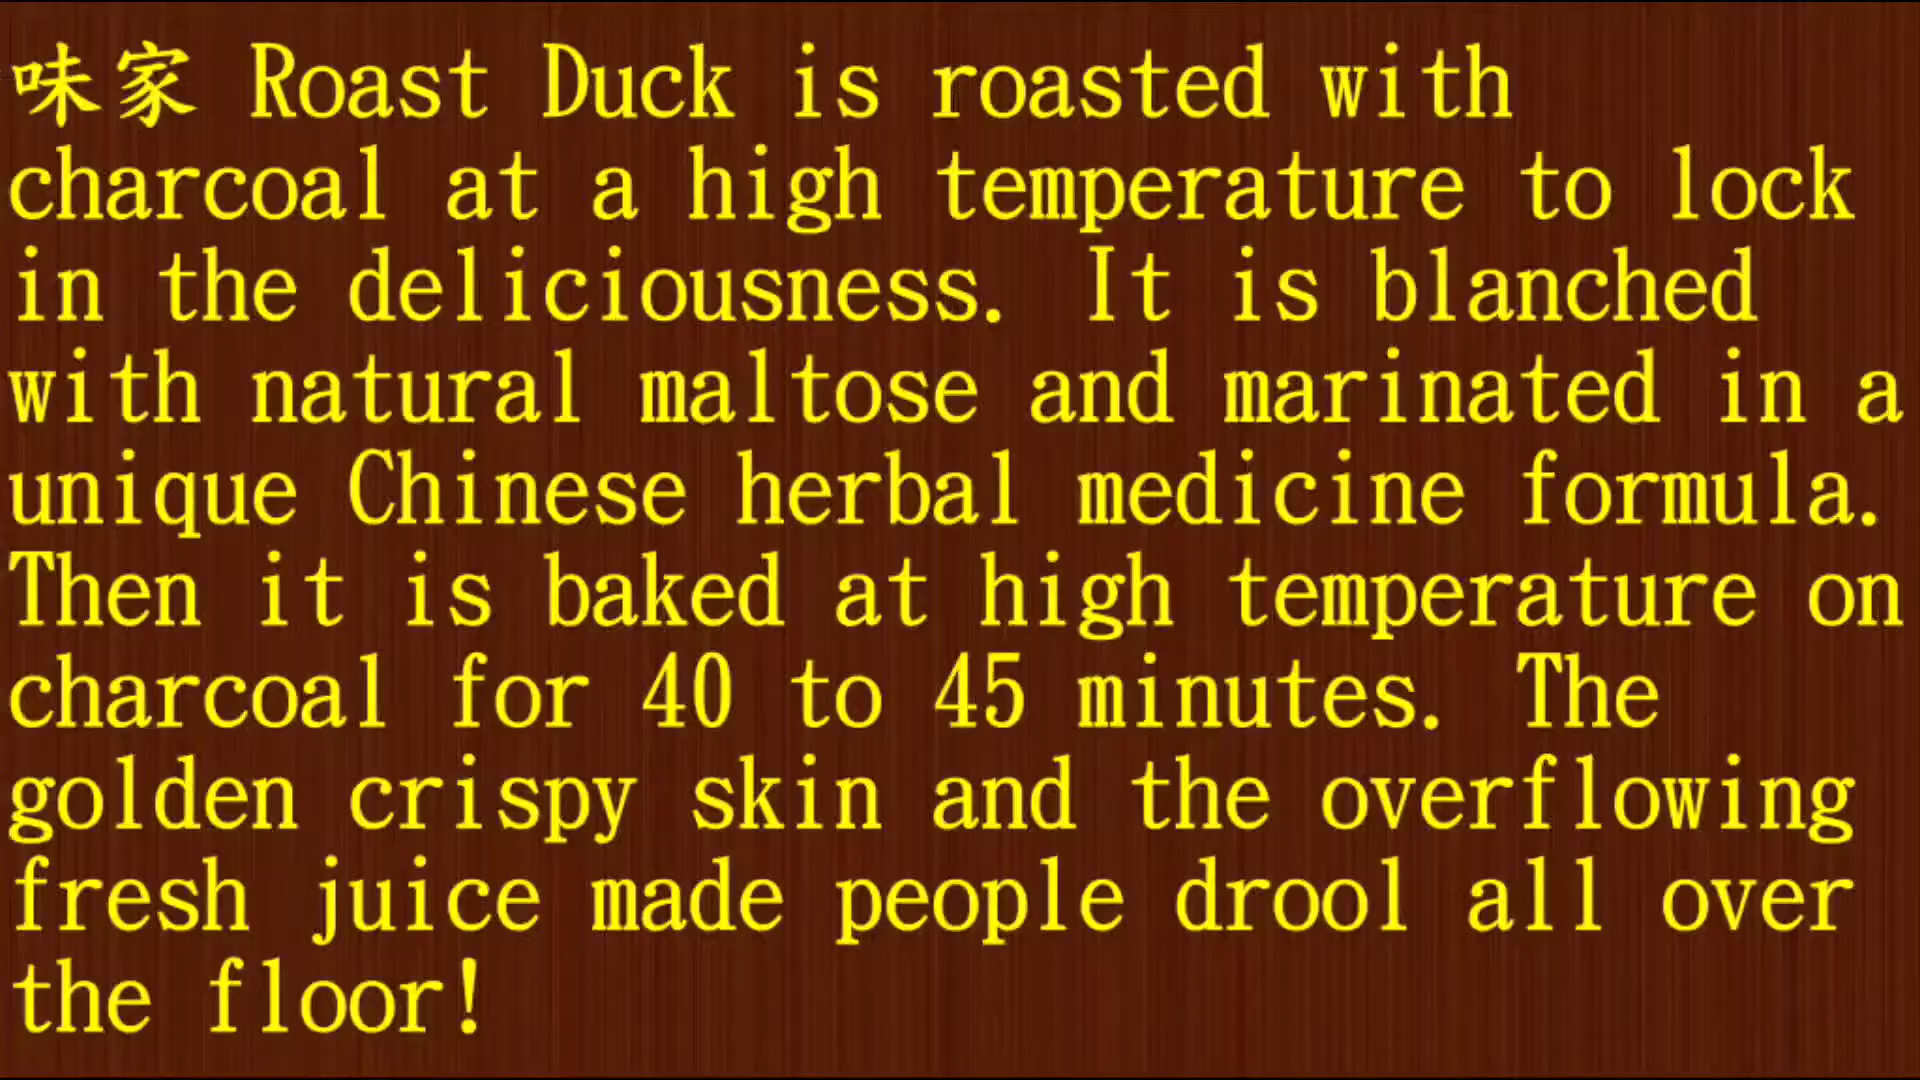 味家 Roast Duck is roasted with
charcoal at a high temperature to lock
in the deliciousness. It is blanched
with natural maltose and marinated in a
unique Chinese herbal medicine formula.
Then it is baked at high temperature on
charcoal for 40 to 45 minutes. The
golden crispy skin and the overflowing
fresh juice made people drool all over
the floor!